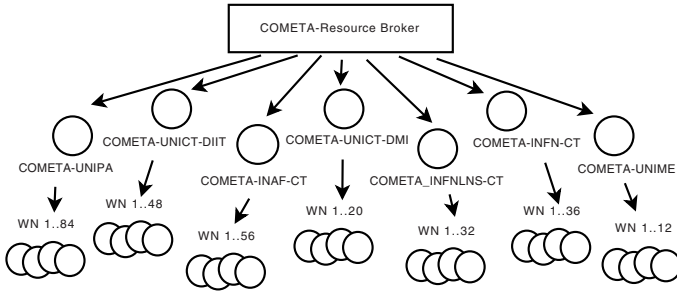 COMETA-Resource Broker
COMETA-UNICT-DIIT
COMETA-UNICT-DMI
COMETA-INFN-CT
COMETA-UNIPA
COMETA-INAF-CT
COMETA_INFNLNS-CT
COMETA-UNIME
WN 1..84
WN 1..48
WN 1..56
WN 1..20
WN 1..32
WN 1..36
WN 1..12